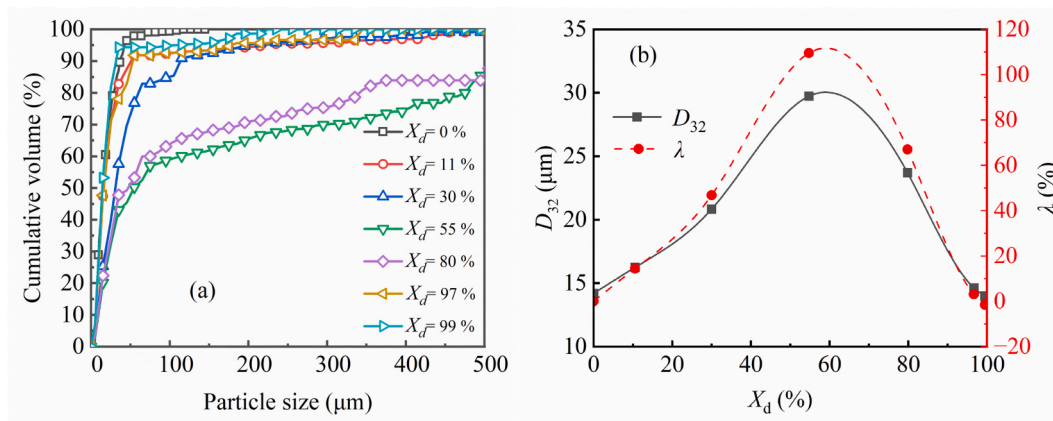 100
90
80
70
60
50
40
30
20
10
0
Cumulative volume (%)
X_d= 0 %
X_d= 11 %
X_d= 30 %
X_d= 55 %
X_d= 80 %
X_d= 97 %
X_d= 99 %
(a)
0 100 200 300 400 500
Particle size (μm)
35
30
25
20
15
10
D_32 (μm)
(b)
D_32
λ
120
100
80
60
40
20
0
−20
λ (%)
0 20 40 60 80 100
X_d (%)